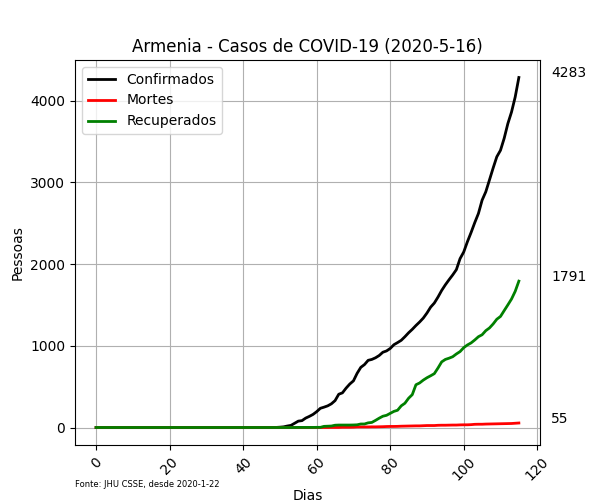 Armenia - Casos de COVID-19 (2020-5-16)
Confirmados
Mortes
Recuperados
4283
1791
55
Pessoas
4000
3000
2000
1000
0
0 20 40 60 80 100 120
Fonte: JHU CSSE, desde 2020-1-22
Dias